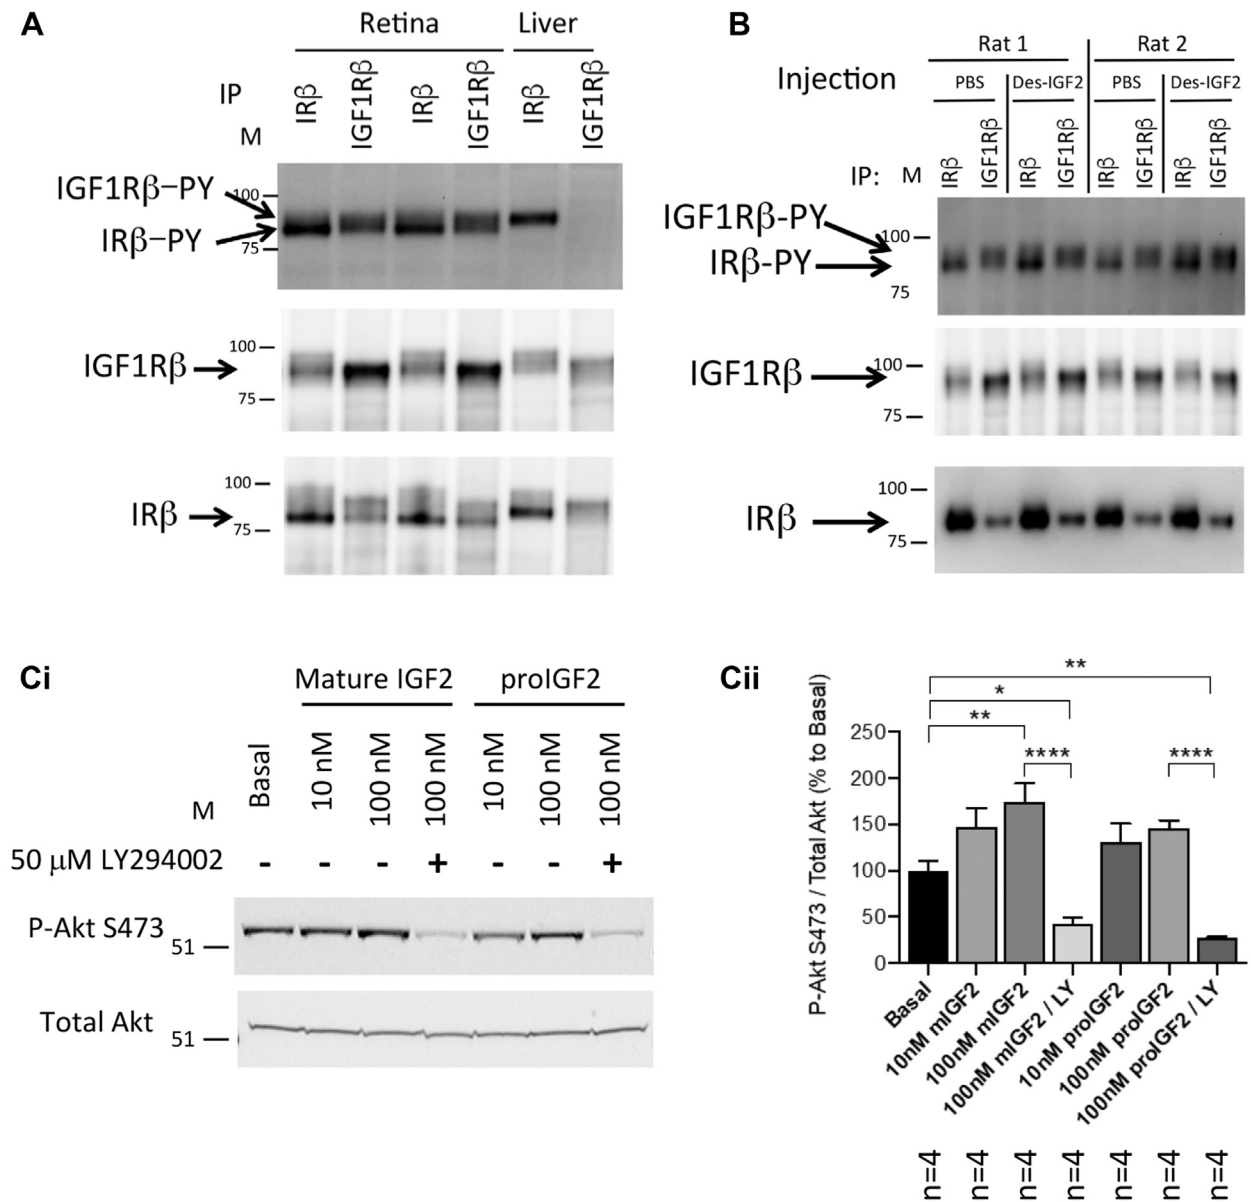 A
Retina Liver
IP
IRβ IGF1Rβ IRβ IGF1Rβ IRβ IGF1Rβ
M
IGF1Rβ–PY
100
IRβ–PY
75
100
IGF1Rβ
75
100
IRβ
75
B
Rat 1 Rat 2
Injection
PBS Des-IGF2 PBS Des-IGF2
IP: M IRβ IGF1Rβ IRβ IGF1Rβ IRβ IGF1Rβ IRβ IGF1Rβ
IGF1Rβ-PY
100
IRβ-PY
75
100
IGF1Rβ
75
100
IRβ
75
Ci
Mature IGF2 proIGF2
M Basal 10 nM 100 nM 100 nM 10 nM 100 nM 100 nM
50 μM LY294002 - - - + - - +
P-Akt S473
51
Total Akt
51
Cii
**
*
**
**** ****
P-Akt S473 / Total Akt (% to Basal)
250
200
150
100
50
0
Basal 10nM mIGF2 100nM mIGF2 100nM mIGF2 / LY 10nM proIGF2 100nM proIGF2 100nM proIGF2 / LY
n=4 n=4 n=4 n=4 n=4 n=4 n=4